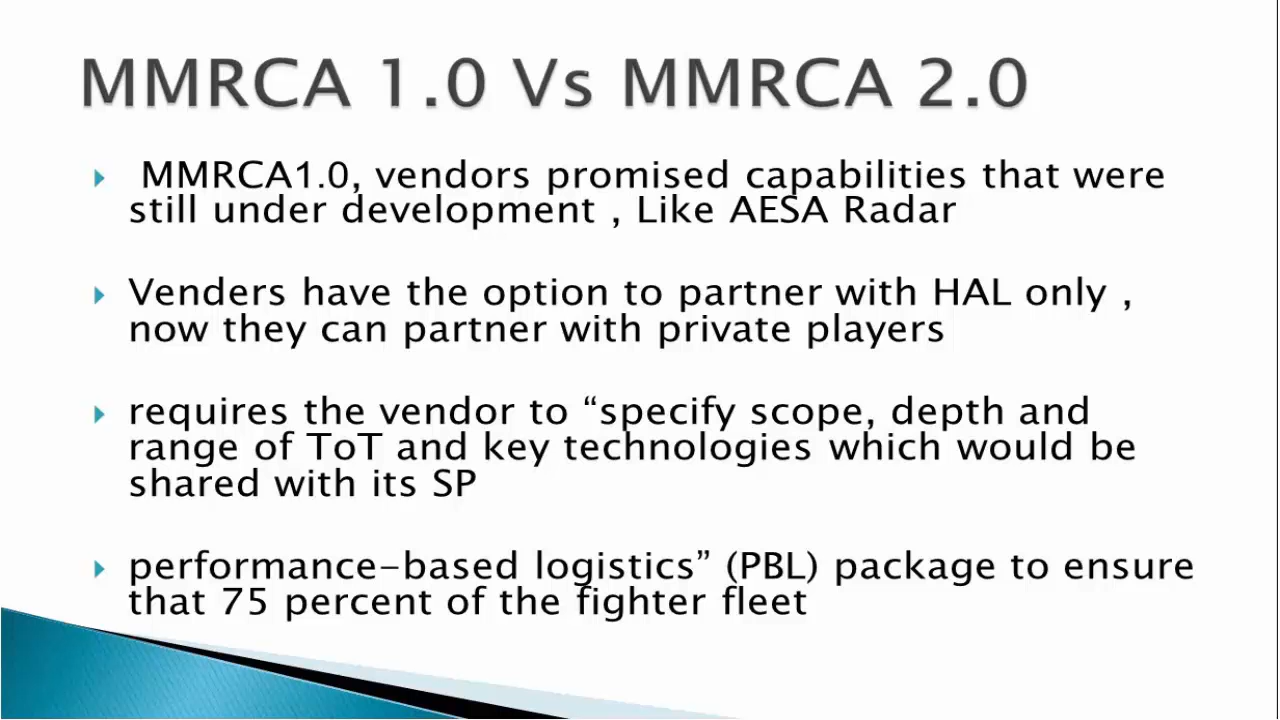 MMRCA 1.0 Vs MMRCA 2.0
MMRCA1.0, vendors promised capabilities that were
still under development , Like AESA Radar
Venders have the option to partner with HAL only ,
now they can partner with private players
requires the vendor to “specify scope, depth and
range of ToT and key technologies which would be
shared with its SP
performance-based logistics” (PBL) package to ensure
that 75 percent of the fighter fleet